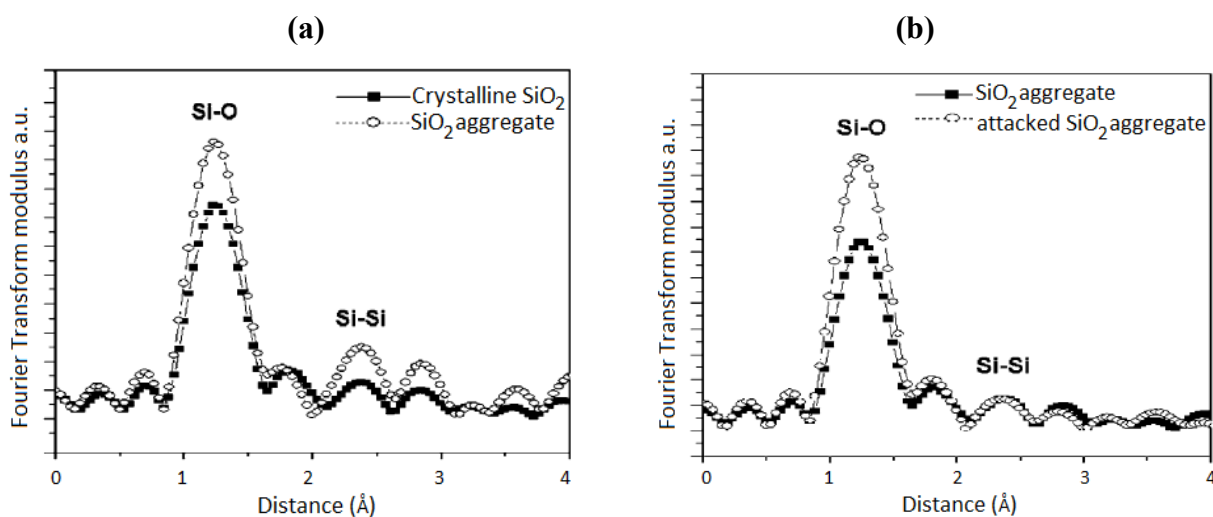 (a)
Fourier Transform modulus a.u.
Si-O
Si-Si
Crystalline SiO2
SiO2 aggregate
0 1 2 3 4
Distance (Å)
(b)
Fourier Transform modulus a.u.
Si-O
Si-Si
SiO2 aggregate
attacked SiO2 aggregate
0 1 2 3 4
Distance (Å)